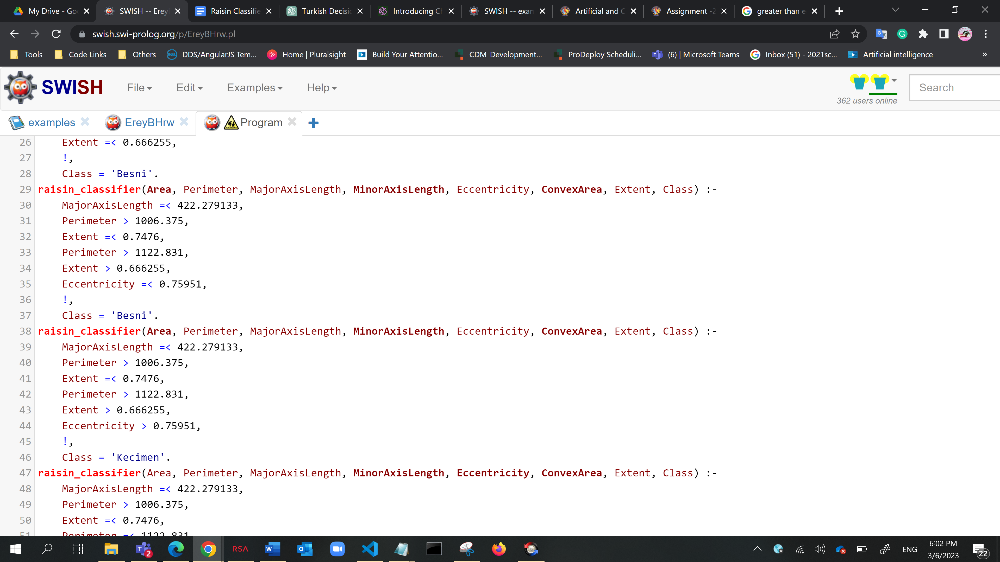 My Drive - Goo
SWISH -- EreyB
Raisin Classifie
Turkish Decisio
Introducing Ch
SWISH -- exam
Artificial and C
Assignment -2
greater than e
swish.swi-prolog.org/p/EreyBHrw.pl
Tools
Code Links
Others
DDS/AngularJS Tem...
Home | Pluralsight
Build Your Attentio...
CDM_Development...
ProDeploy Scheduli...
(6) | Microsoft Teams
Inbox (51) - 2021sc...
Artificial intelligence
»
SWISH
File
Edit
Examples
Help
362 users online
Search
examples
EreyBHrw
Program
26 Extent =< 0.666255,
27 !,
28 Class = 'Besni'.
29 raisin_classifier(Area, Perimeter, MajorAxisLength, MinorAxisLength, Eccentricity, ConvexArea, Extent, Class) :-
30 MajorAxisLength =< 422.279133,
31 Perimeter > 1006.375,
32 Extent =< 0.7476,
33 Perimeter > 1122.831,
34 Extent > 0.666255,
35 Eccentricity =< 0.75951,
36 !,
37 Class = 'Besni'.
38 raisin_classifier(Area, Perimeter, MajorAxisLength, MinorAxisLength, Eccentricity, ConvexArea, Extent, Class) :-
39 MajorAxisLength =< 422.279133,
40 Perimeter > 1006.375,
41 Extent =< 0.7476,
42 Perimeter > 1122.831,
43 Extent > 0.666255,
44 Eccentricity > 0.75951,
45 !,
46 Class = 'Kecimen'.
47 raisin_classifier(Area, Perimeter, MajorAxisLength, MinorAxisLength, Eccentricity, ConvexArea, Extent, Class) :-
48 MajorAxisLength =< 422.279133,
49 Perimeter > 1006.375,
50 Extent =< 0.7476,
51 Perimeter =< 1122.831
2
RSA
ENG
6:02 PM
3/6/2023
22